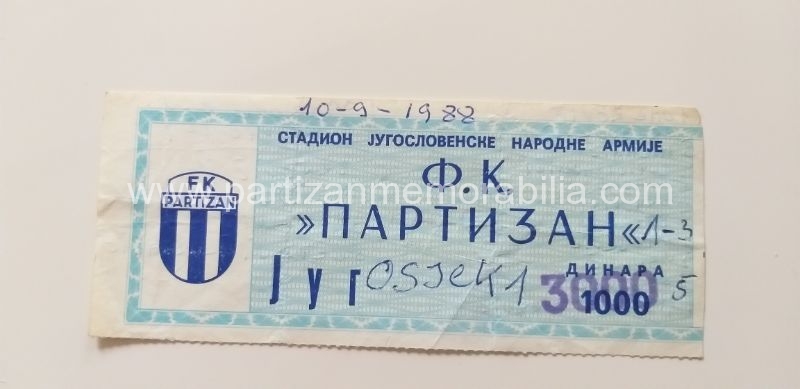 10-9-1988
СТАДИОН ЈУГОСЛОВЕНСКЕ НАРОДНЕ АРМИЈЕ
FK
PARTIZAN
Ф.К.
www.partizanmemorabilia.com
»ПАРТИЗАН« 1-3
ДИНАРА
Југ OSIJEK 1 3000 1000 5